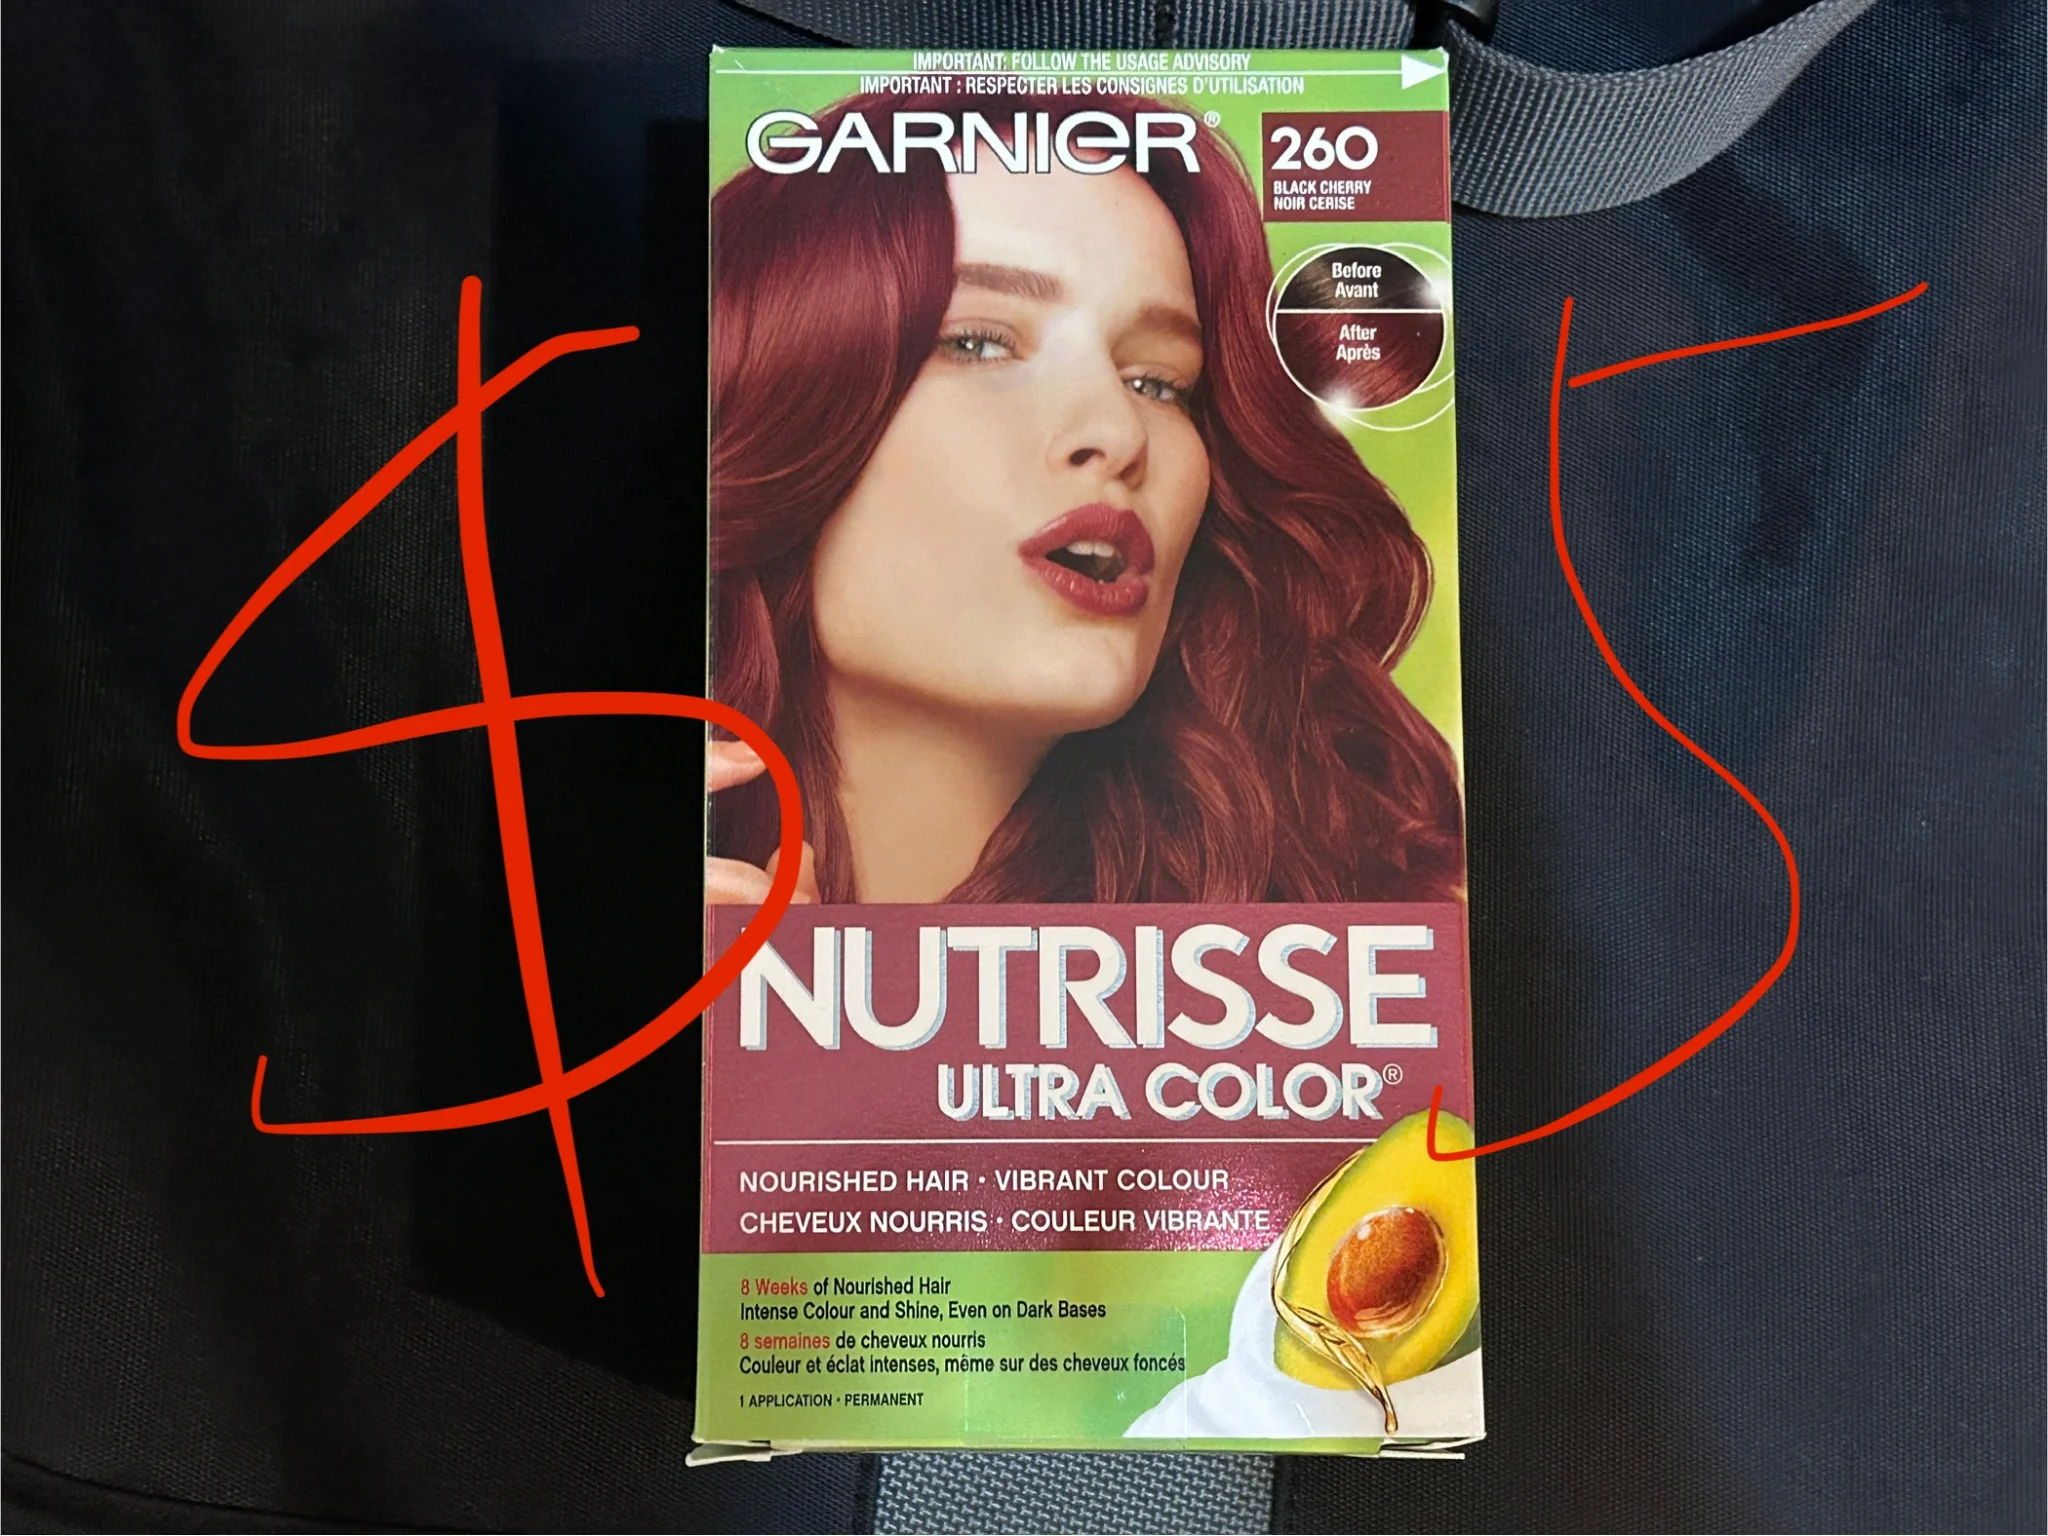 IMPORTANT: FOLLOW THE USAGE ADVISORY
IMPORTANT : RESPECTER LES CONSIGNES D'UTILISATION
GARNIER®
260
BLACK CHERRY
NOIR CERISE
Before
Avant
After
Après
$5
NUTRISSE
ULTRA COLOR®
NOURISHED HAIR • VIBRANT COLOUR
CHEVEUX NOURRIS • COULEUR VIBRANTE
8 Weeks of Nourished Hair
Intense Colour and Shine, Even on Dark Bases
8 semaines de cheveux nourris
Couleur et éclat intenses, même sur des cheveux foncés
1 APPLICATION • PERMANENT